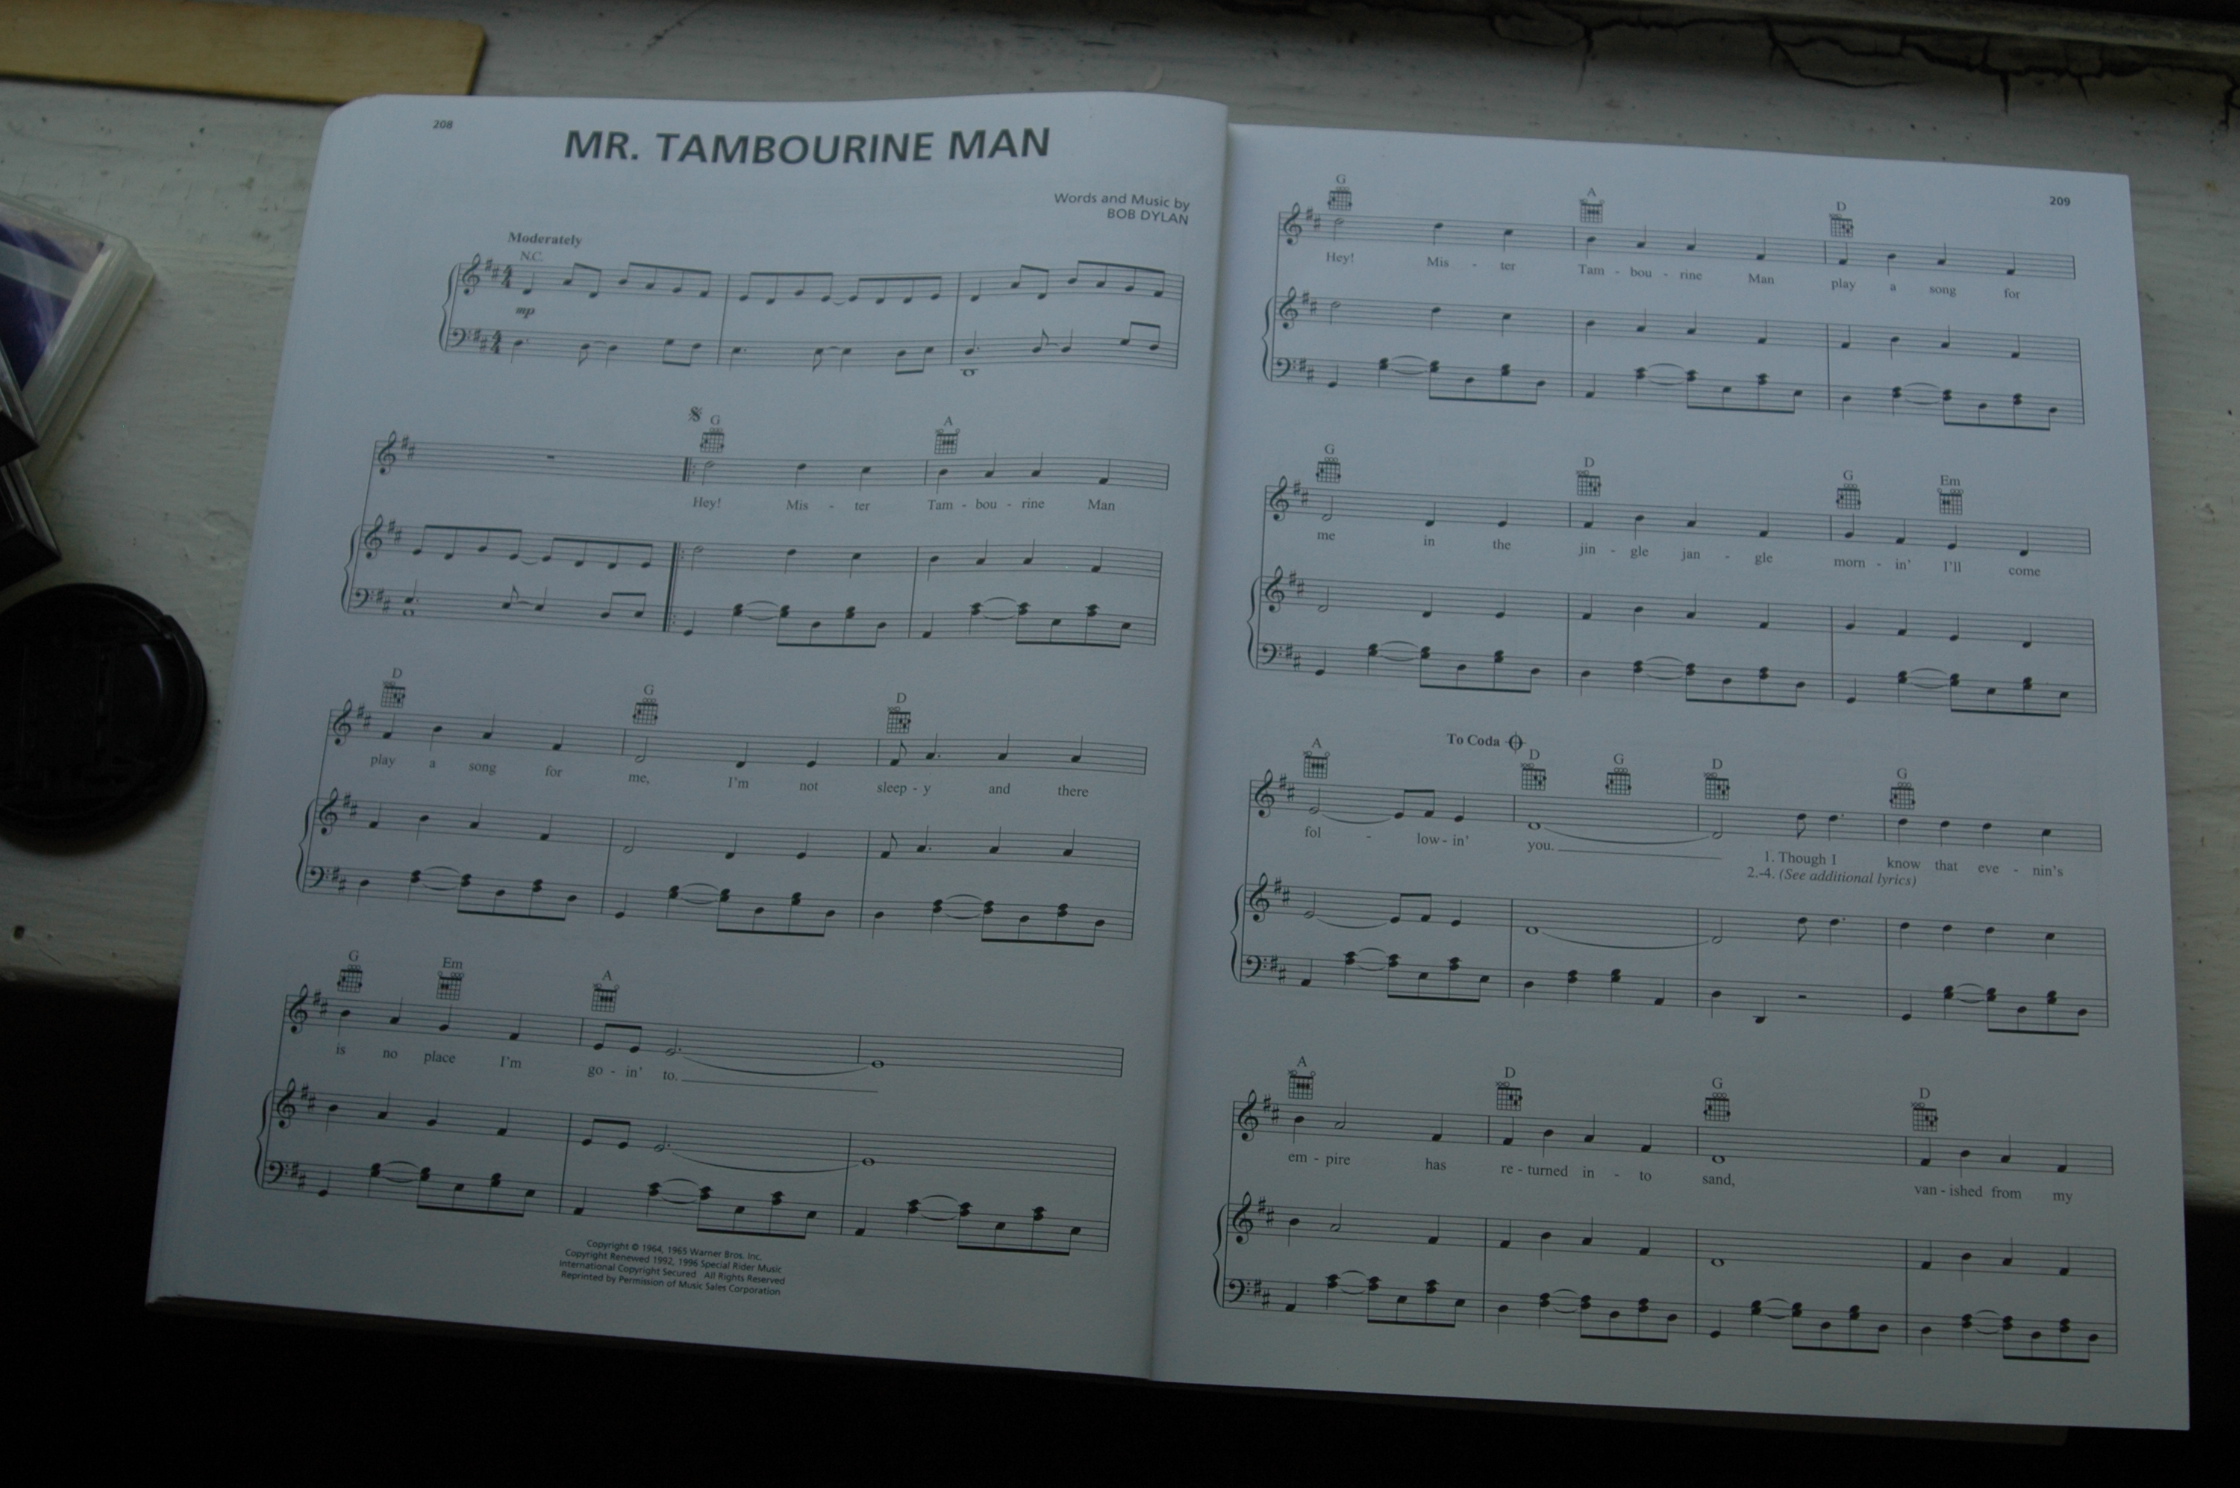 208
MR. TAMBOURINE MAN
Words and Music by
BOB DYLAN
Moderately
N.C.
mp
G A
Hey! Mis - ter Tam - bou - rine Man
D G D
play a song for me, I'm not sleep - y and there
G Em A
is no place I'm go - in' to.
Copyright © 1964, 1965 Warner Bros. Inc.
Copyright Renewed 1992, 1996 Special Rider Music
International Copyright Secured All Rights Reserved
Reprinted by Permission of Music Sales Corporation
209
G A D
Hey! Mis - ter Tam - bou - rine Man play a song for
G D G Em
me in the jin - gle jan - gle morn - in' I'll come
To Coda
A D G D G
fol - low - in' you. 1. Though I know that eve - nin's
2.-4. (See additional lyrics)
A D G D
em - pire has re - turned in - to sand, van - ished from my